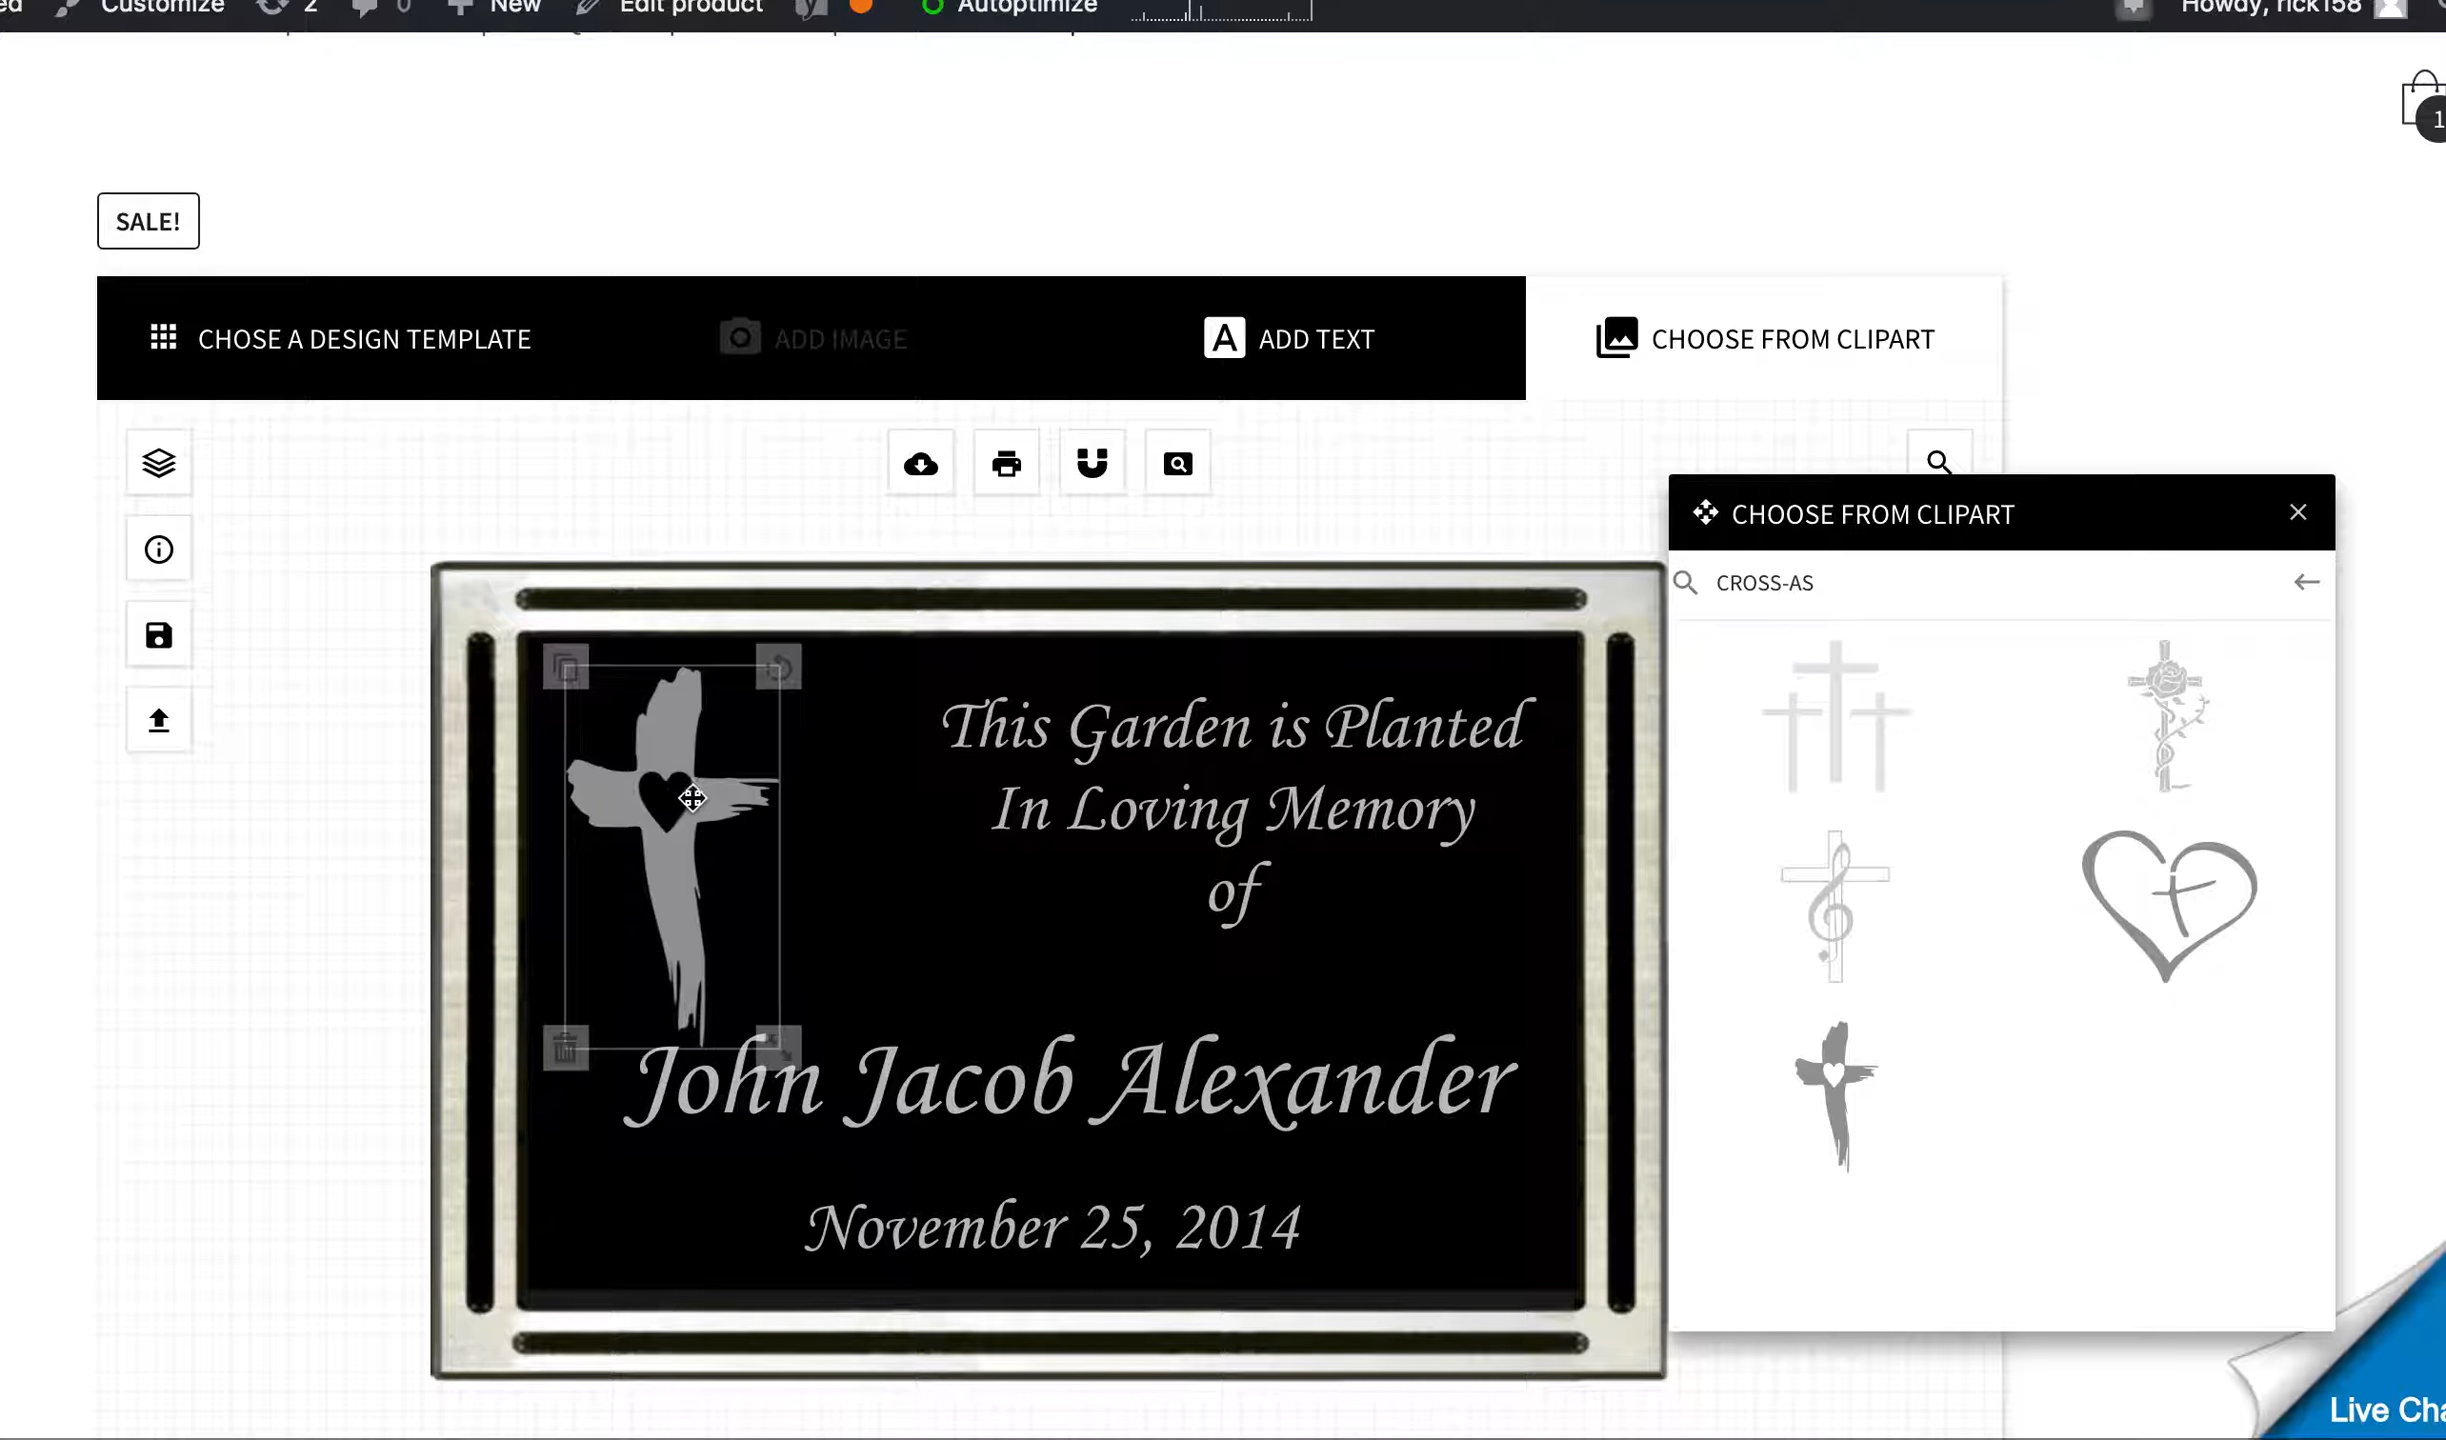 Customize
2
0
New
Edit product
Autoptimize
Howdy, rick158
1
SALE!
CHOSE A DESIGN TEMPLATE
ADD IMAGE
A ADD TEXT
CHOOSE FROM CLIPART
CHOOSE FROM CLIPART
CROSS-AS
This Garden is Planted
In Loving Memory
of
John Jacob Alexander
November 25, 2014
Live Cha